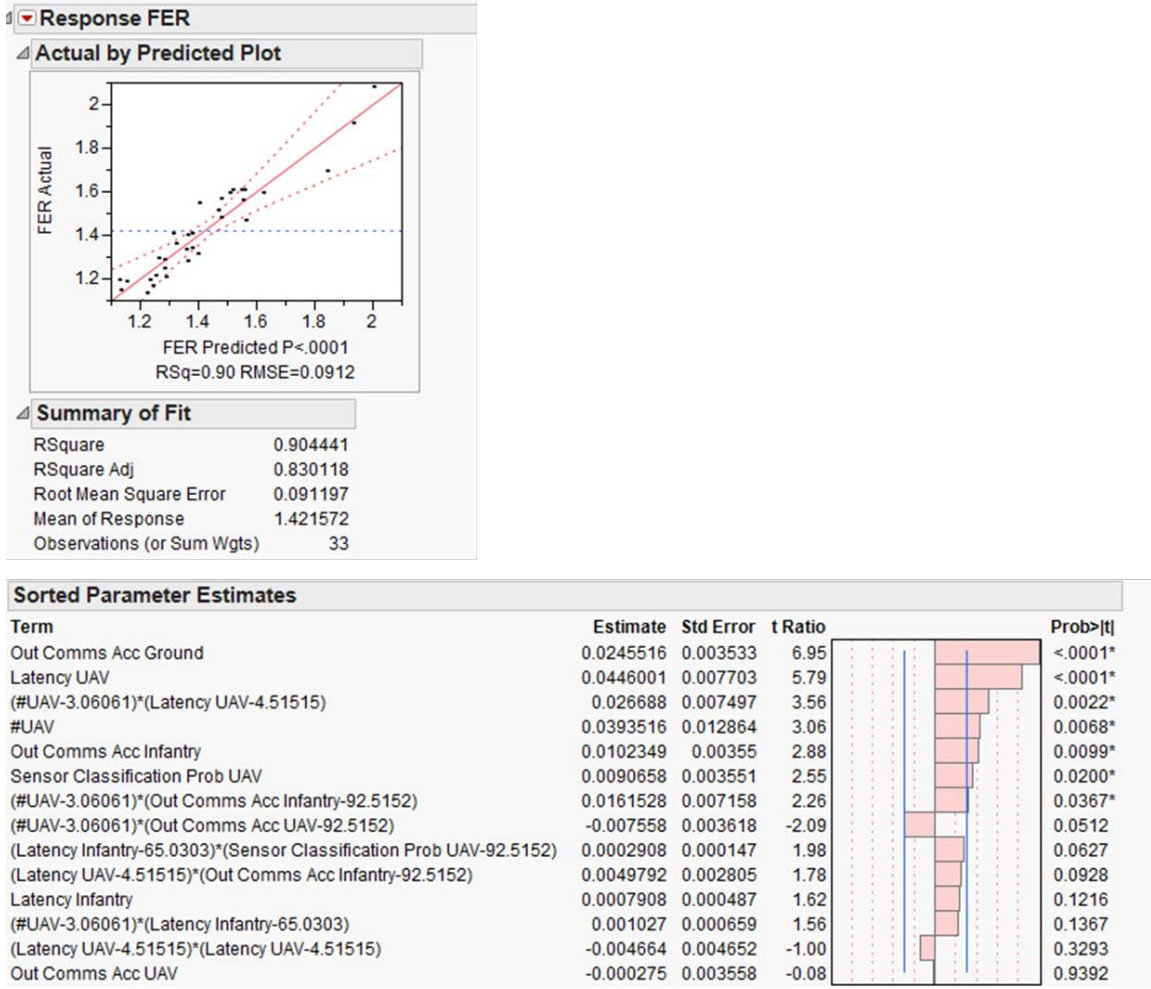 Response FER
Actual by Predicted Plot
2
1.8
1.6
1.4
1.2
FER Actual
1.2 1.4 1.6 1.8 2
FER Predicted P<.0001
RSq=0.90 RMSE=0.0912
Summary of Fit
RSquare 0.904441
RSquare Adj 0.830118
Root Mean Square Error 0.091197
Mean of Response 1.421572
Observations (or Sum Wgts) 33
Sorted Parameter Estimates
Term Estimate Std Error t Ratio Prob>|t|
Out Comms Acc Ground 0.0245516 0.003533 6.95 <.0001*
Latency UAV 0.0446001 0.007703 5.79 <.0001*
(#UAV-3.06061)*(Latency UAV-4.51515) 0.026688 0.007497 3.56 0.0022*
#UAV 0.0393516 0.012864 3.06 0.0068*
Out Comms Acc Infantry 0.0102349 0.00355 2.88 0.0099*
Sensor Classification Prob UAV 0.0090658 0.003551 2.55 0.0200*
(#UAV-3.06061)*(Out Comms Acc Infantry-92.5152) 0.0161528 0.007158 2.26 0.0367*
(#UAV-3.06061)*(Out Comms Acc UAV-92.5152) -0.007558 0.003618 -2.09 0.0512
(Latency Infantry-65.0303)*(Sensor Classification Prob UAV-92.5152) 0.0002908 0.000147 1.98 0.0627
(Latency UAV-4.51515)*(Out Comms Acc Infantry-92.5152) 0.0049792 0.002805 1.78 0.0928
Latency Infantry 0.0007908 0.000487 1.62 0.1216
(#UAV-3.06061)*(Latency Infantry-65.0303) 0.001027 0.000659 1.56 0.1367
(Latency UAV-4.51515)*(Latency UAV-4.51515) -0.004664 0.004652 -1.00 0.3293
Out Comms Acc UAV -0.000275 0.003558 -0.08 0.9392